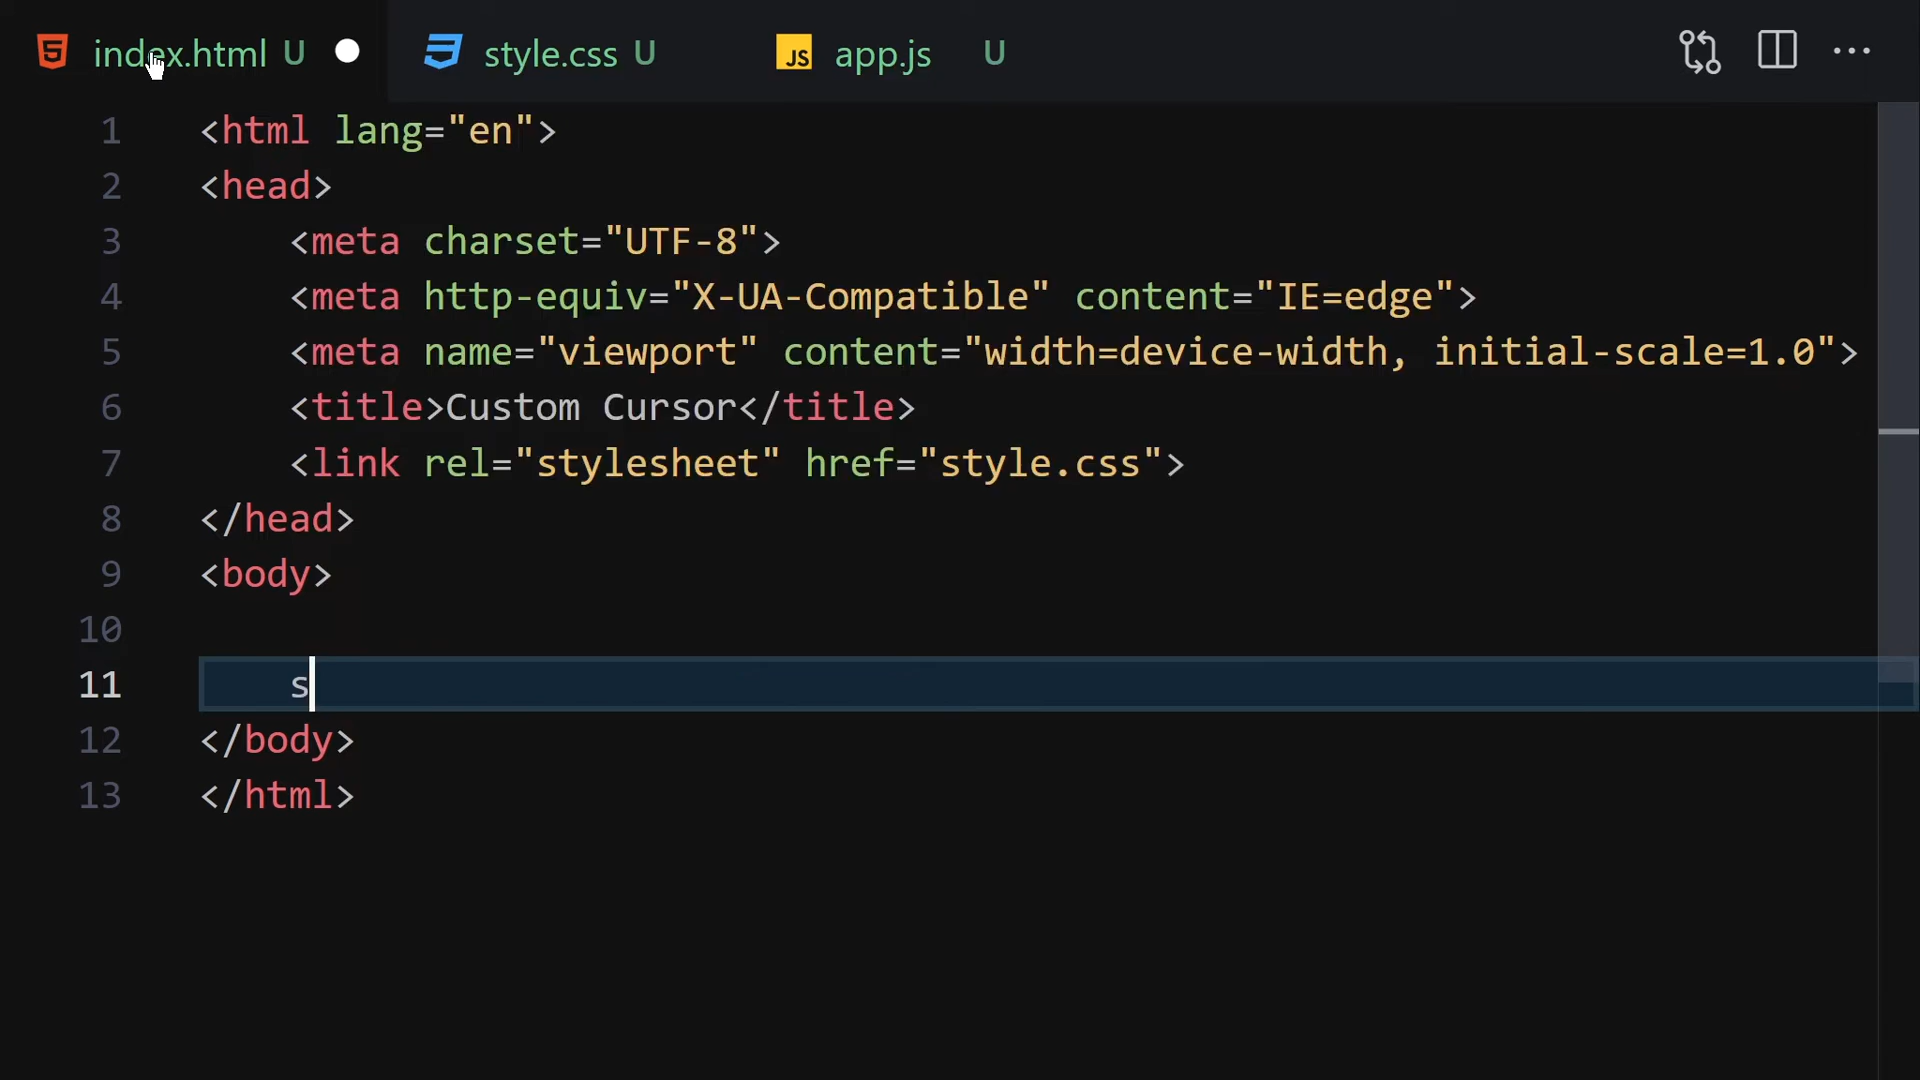 index.html U style.css U JS app.js U
1 <html lang="en">
2 <head>
3     <meta charset="UTF-8">
4     <meta http-equiv="X-UA-Compatible" content="IE=edge">
5     <meta name="viewport" content="width=device-width, initial-scale=1.0">
6     <title>Custom Cursor</title>
7     <link rel="stylesheet" href="style.css">
8 </head>
9 <body>
10
11     s
12 </body>
13 </html>